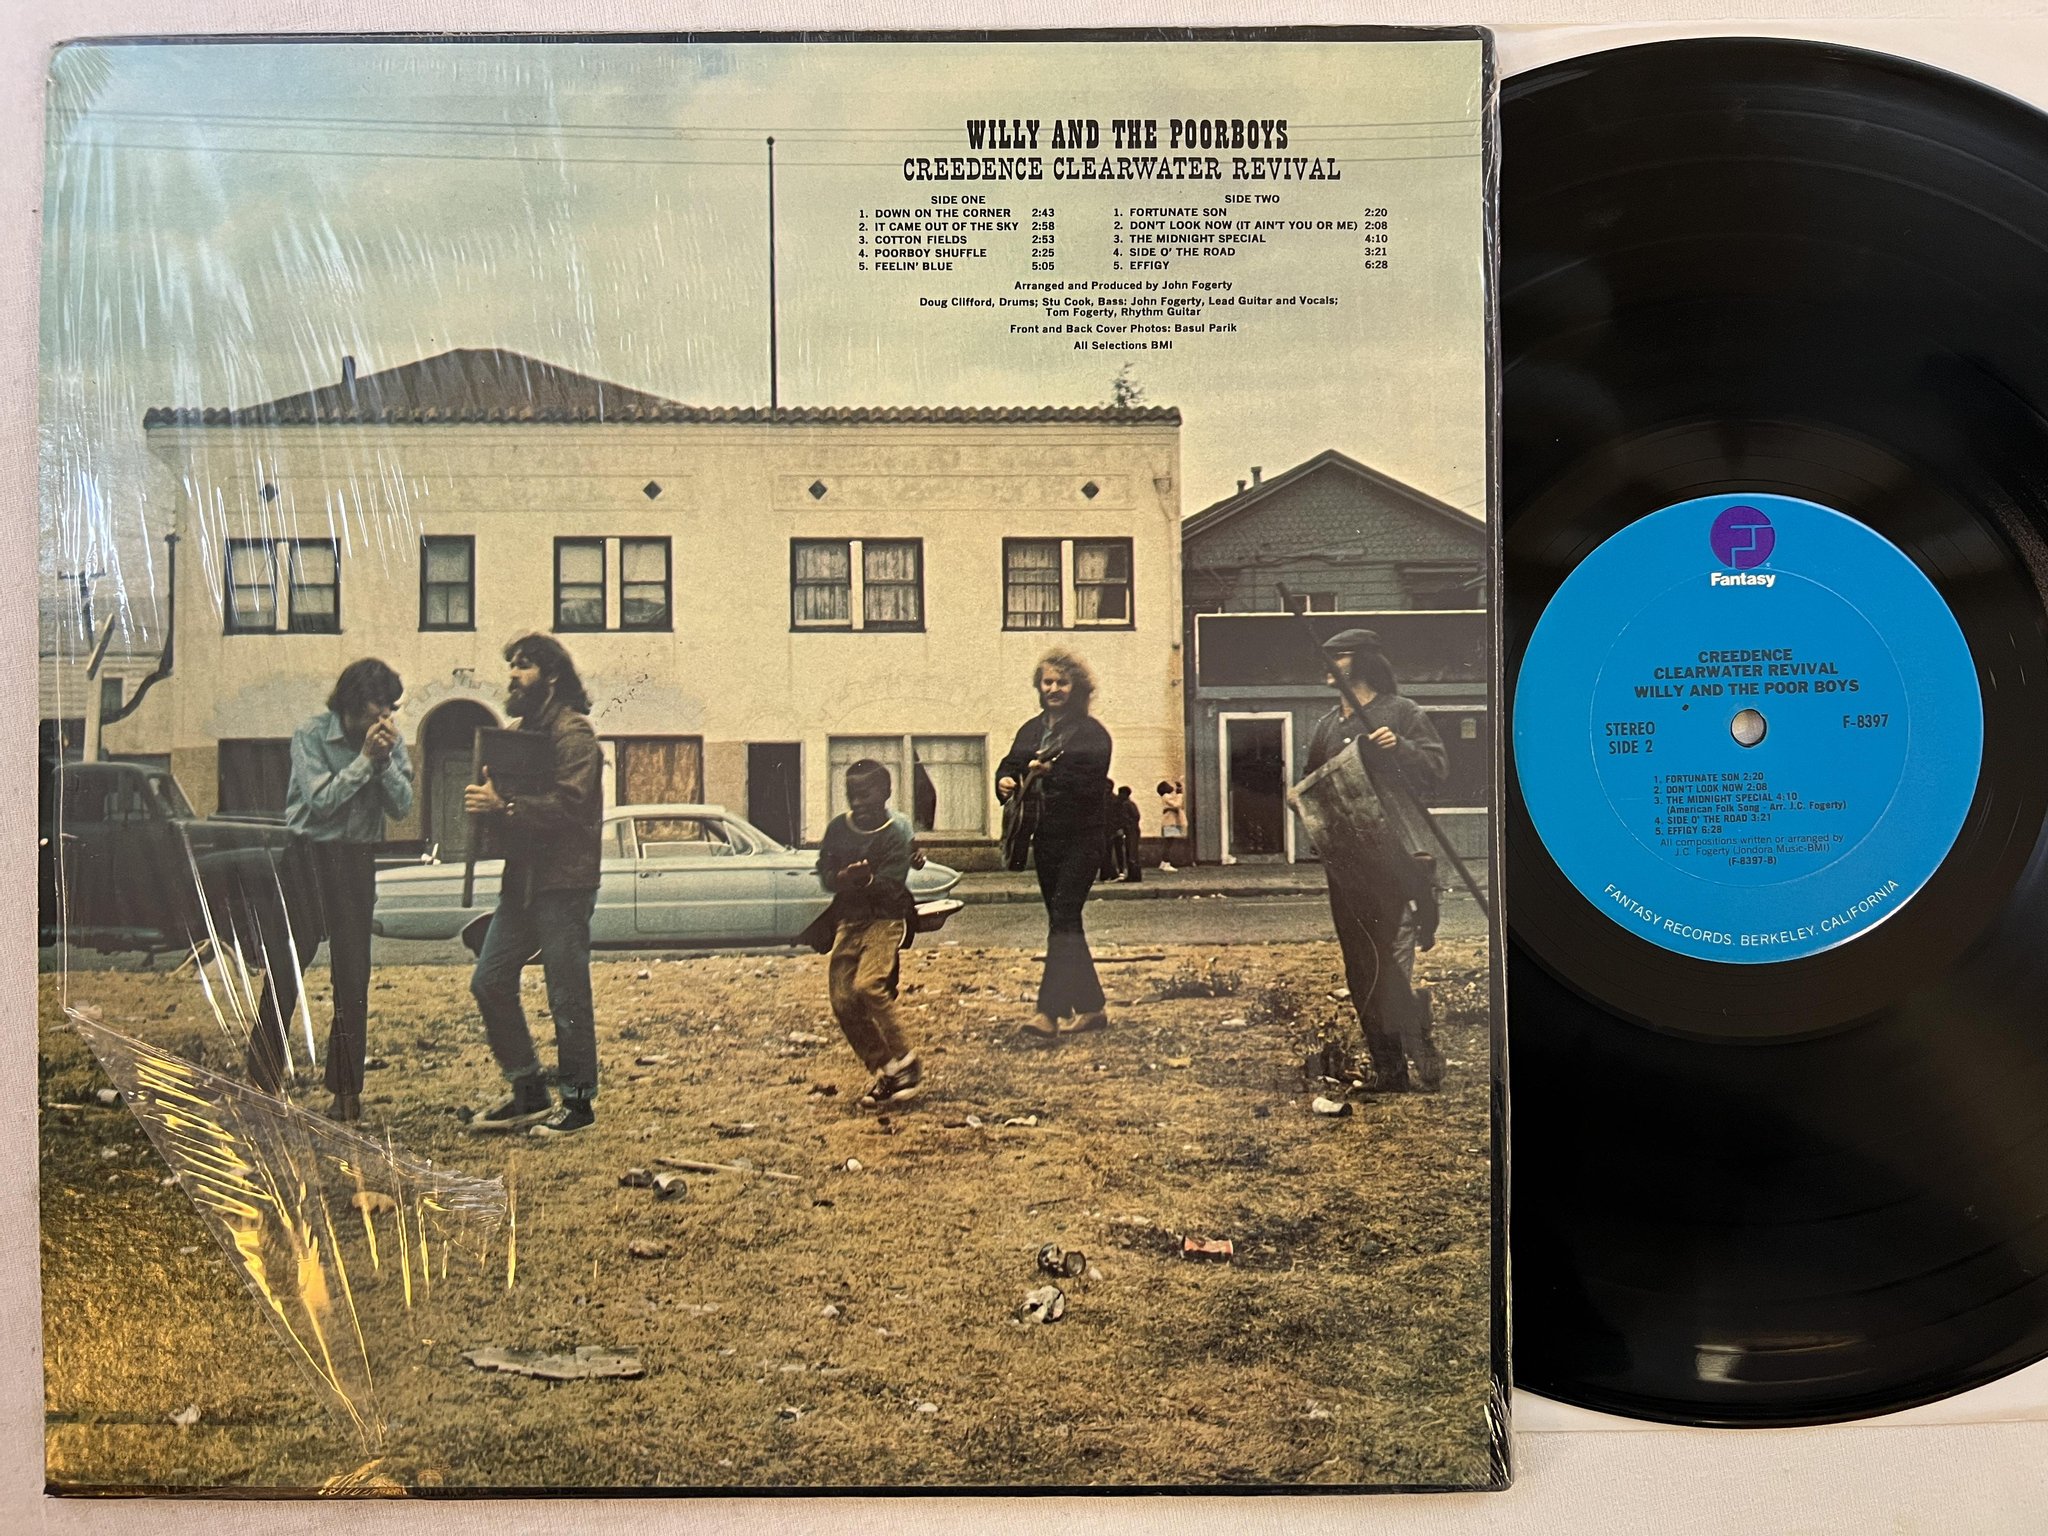 WILLY AND THE POORBOYS
CREEDENCE CLEARWATER REVIVAL
SIDE ONE
1. DOWN ON THE CORNER 2:43
2. IT CAME OUT OF THE SKY 2:58
3. COTTON FIELDS 2:53
4. POORBOY SHUFFLE 2:25
5. FEELIN' BLUE 5:05
SIDE TWO
1. FORTUNATE SON 2:20
2. DON'T LOOK NOW (IT AIN'T YOU OR ME) 2:08
3. THE MIDNIGHT SPECIAL 4:10
4. SIDE O' THE ROAD 3:21
5. EFFIGY 6:28
Arranged and Produced by John Fogerty
Doug Clifford, Drums; Stu Cook, Bass: John Fogerty, Lead Guitar and Vocals;
Tom Fogerty, Rhythm Guitar
Front and Back Cover Photos: Basul Parik
All Selections BMI
Fantasy
CREEDENCE
CLEARWATER REVIVAL
WILLY AND THE POOR BOYS
STEREO
SIDE 2
F-8397
1. FORTUNATE SON 2:20
2. DON'T LOOK NOW 2:08
3. THE MIDNIGHT SPECIAL 4:10
(American Folk Song - Arr. J.C. Fogerty)
4. SIDE O' THE ROAD 3:21
5. EFFIGY 6:28
All compositions written or arranged by
J.C. Fogerty (Jondora Music-BMI)
(F-8397-B)
FANTASY RECORDS, BERKELEY, CALIFORNIA